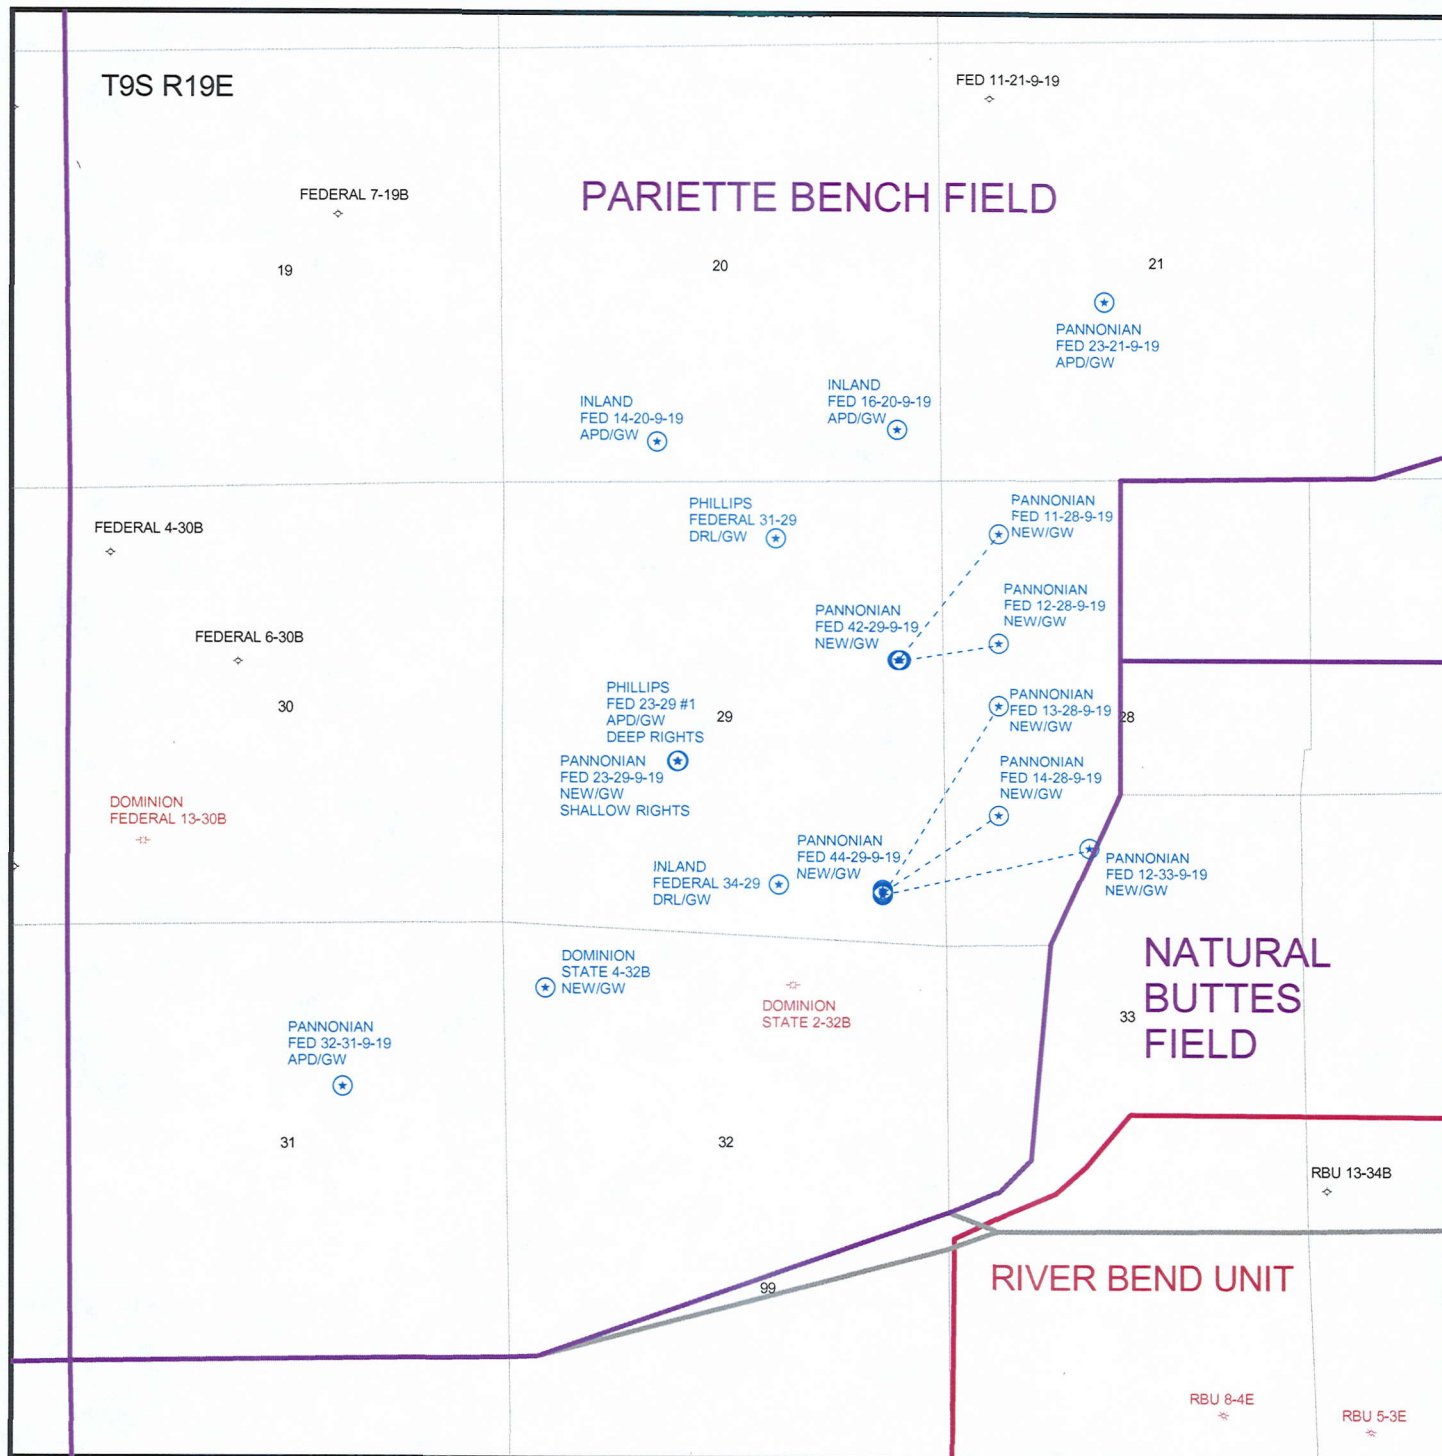 T9S R19E
FED 11-21-9-19
FEDERAL 7-19B
PARIETTE BENCH FIELD
19
20
21
PANNONIAN
FED 23-21-9-19
APD/GW
INLAND
FED 14-20-9-19
APD/GW
INLAND
FED 16-20-9-19
APD/GW
FEDERAL 4-30B
PHILLIPS
FEDERAL 31-29
DRL/GW
PANNONIAN
FED 11-28-9-19
NEW/GW
PANNONIAN
FED 12-28-9-19
NEW/GW
FEDERAL 6-30B
PANNONIAN
FED 42-29-9-19
NEW/GW
30
PHILLIPS
FED 23-29 #1
APD/GW
DEEP RIGHTS
29
PANNONIAN
FED 13-28-9-19
NEW/GW
28
PANNONIAN
FED 23-29-9-19
NEW/GW
SHALLOW RIGHTS
PANNONIAN
FED 14-28-9-19
NEW/GW
DOMINION
FEDERAL 13-30B
INLAND
FEDERAL 34-29
DRL/GW
PANNONIAN
FED 44-29-9-19
NEW/GW
PANNONIAN
FED 12-33-9-19
NEW/GW
DOMINION
STATE 4-32B
NEW/GW
DOMINION
STATE 2-32B
NATURAL
BUTTES
FIELD
33
PANNONIAN
FED 32-31-9-19
APD/GW
31
32
RBU 13-34B
99
RIVER BEND UNIT
RBU 8-4E
RBU 5-3E